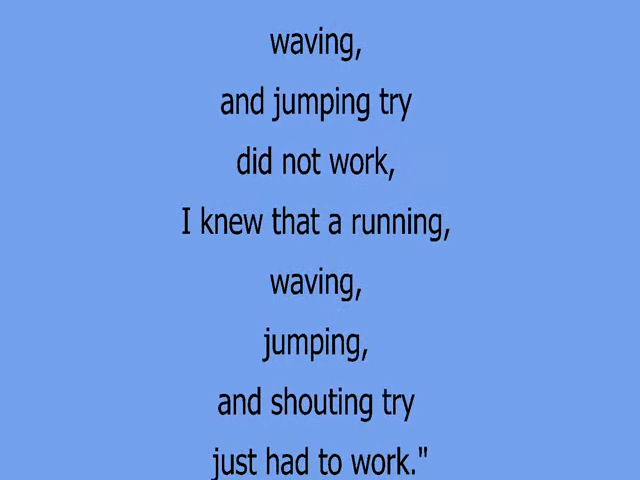 waving,
and jumping try
did not work,
I knew that a running,
waving,
jumping,
and shouting try
just had to work."